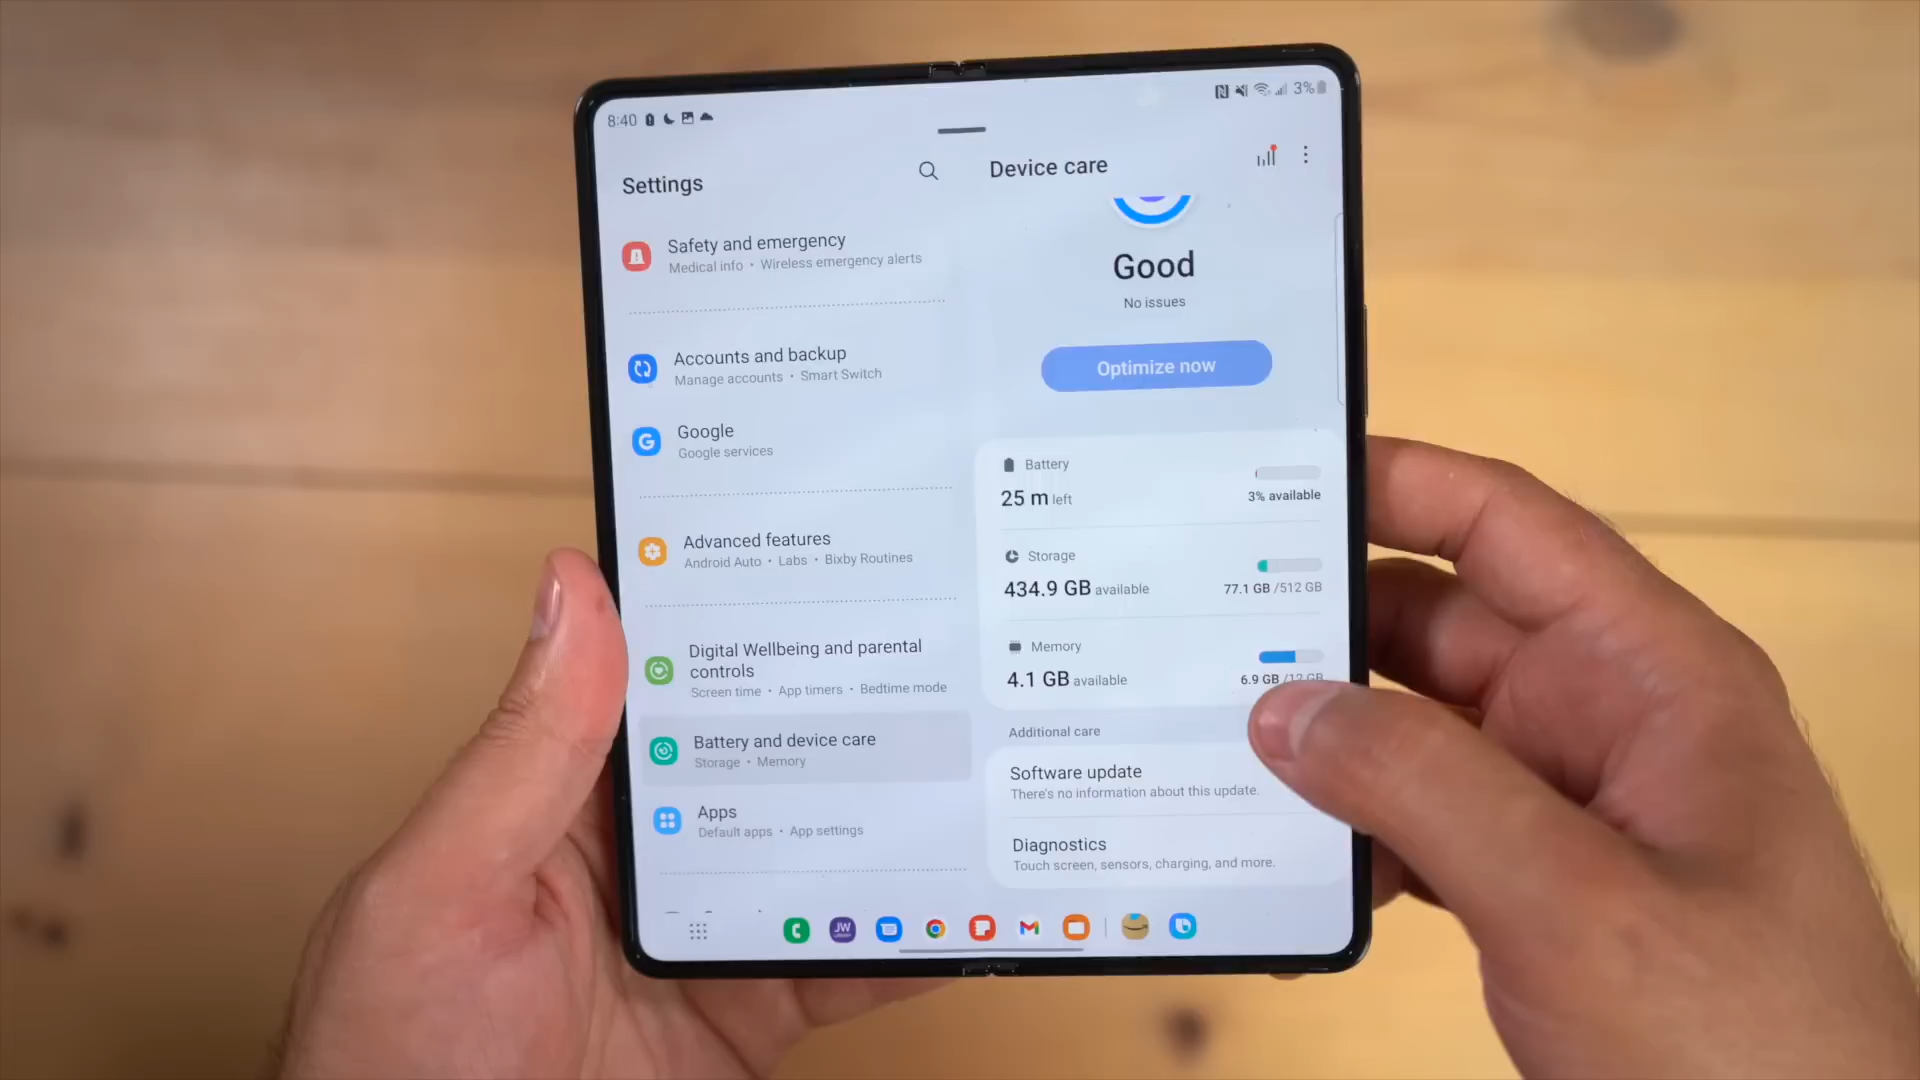 8:40
3%
Settings
Safety and emergency
Medical info • Wireless emergency alerts
Accounts and backup
Manage accounts • Smart Switch
Google
Google services
Advanced features
Android Auto • Labs • Bixby Routines
Digital Wellbeing and parental
controls
Screen time • App timers • Bedtime mode
Battery and device care
Storage • Memory
Apps
Default apps • App settings
Device care
Good
No issues
Optimize now
Battery
25 m left
3% available
Storage
434.9 GB available
77.1 GB /512 GB
Memory
4.1 GB available
6.9 GB /12 GB
Additional care
Software update
There's no information about this update.
Diagnostics
Touch screen, sensors, charging, and more.
JW